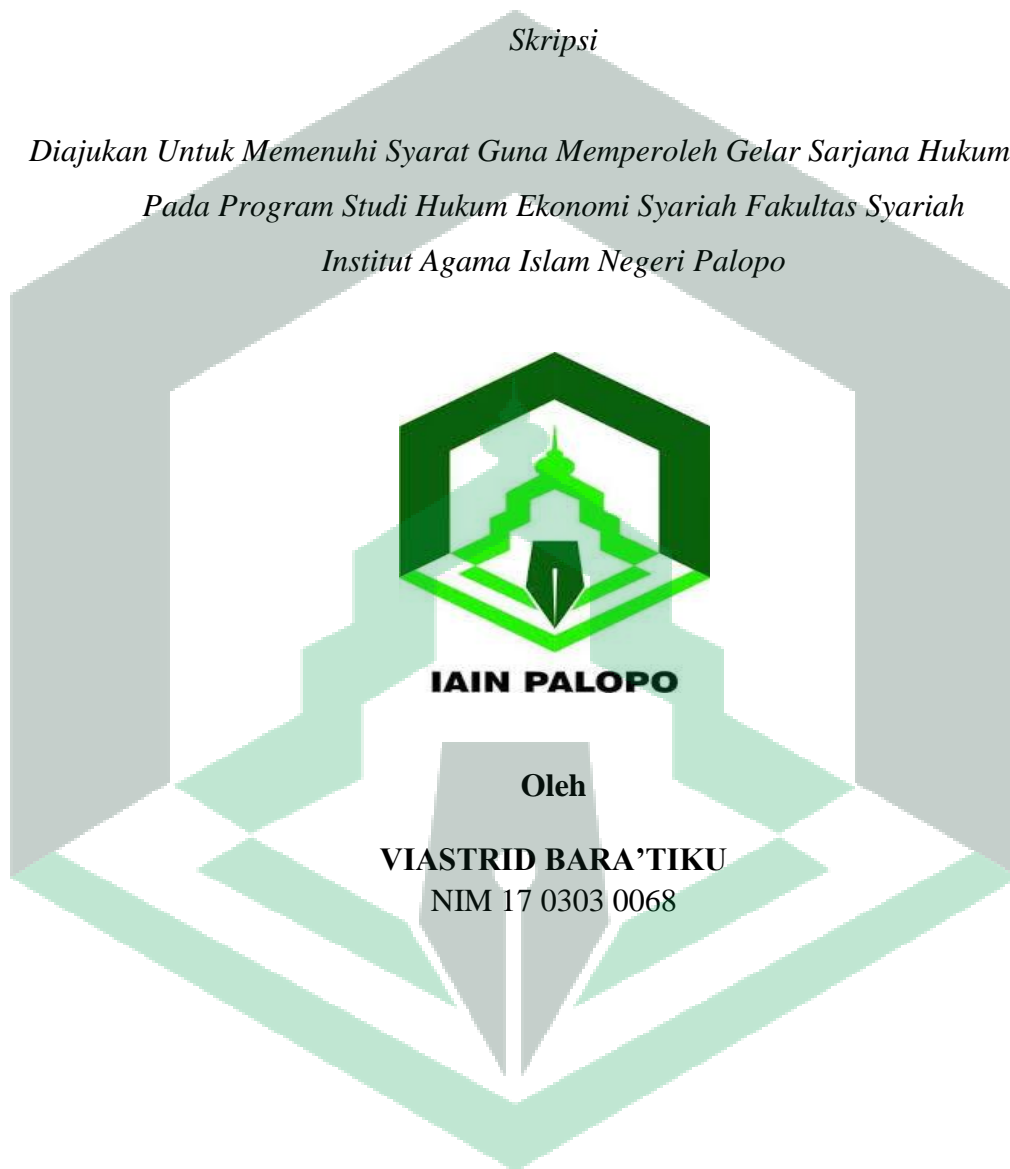 Skripsi
Diajukan Untuk Memenuhi Syarat Guna Memperoleh Gelar Sarjana Hukum
Pada Program Studi Hukum Ekonomi Syariah Fakultas Syariah
Institut Agama Islam Negeri Palopo
IAIN PALOPO
Oleh
VIASTRID BARA’TIKU
NIM 17 0303 0068